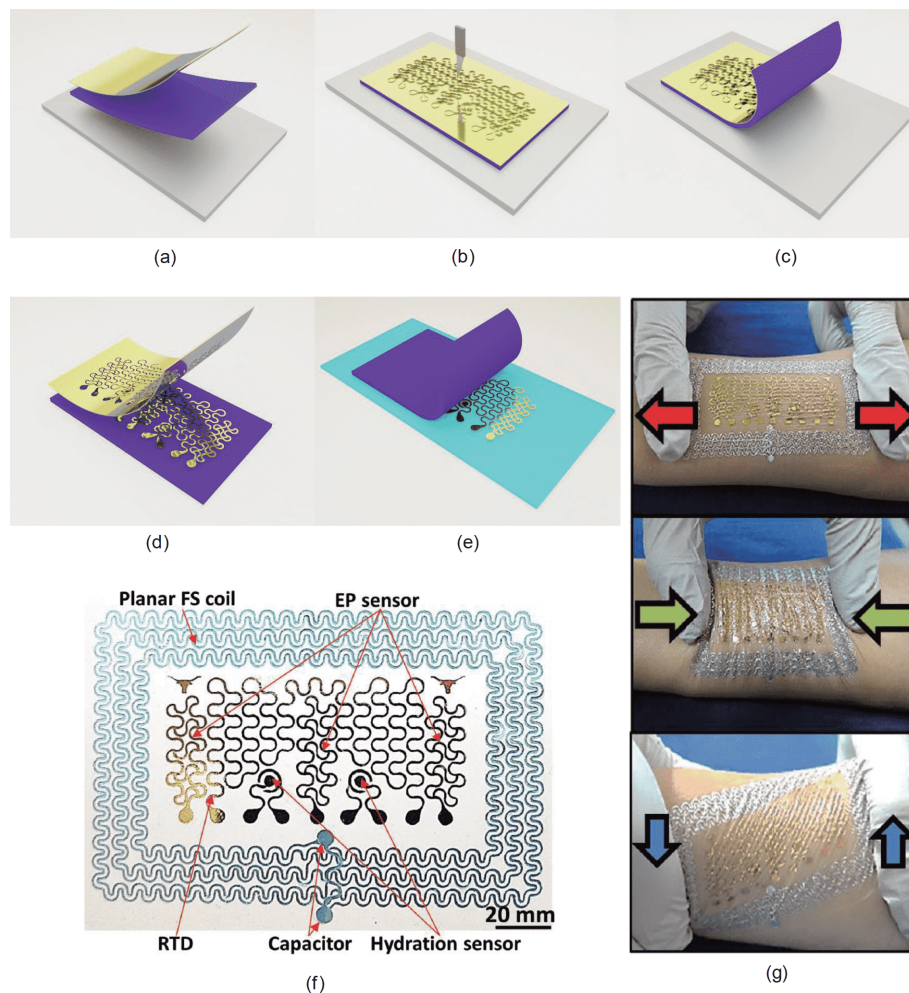 (a)
(b)
(c)
(d)
(e)
Planar FS coil
EP sensor
20 mm
RTD
Capacitor
Hydration sensor
(f)
(g)